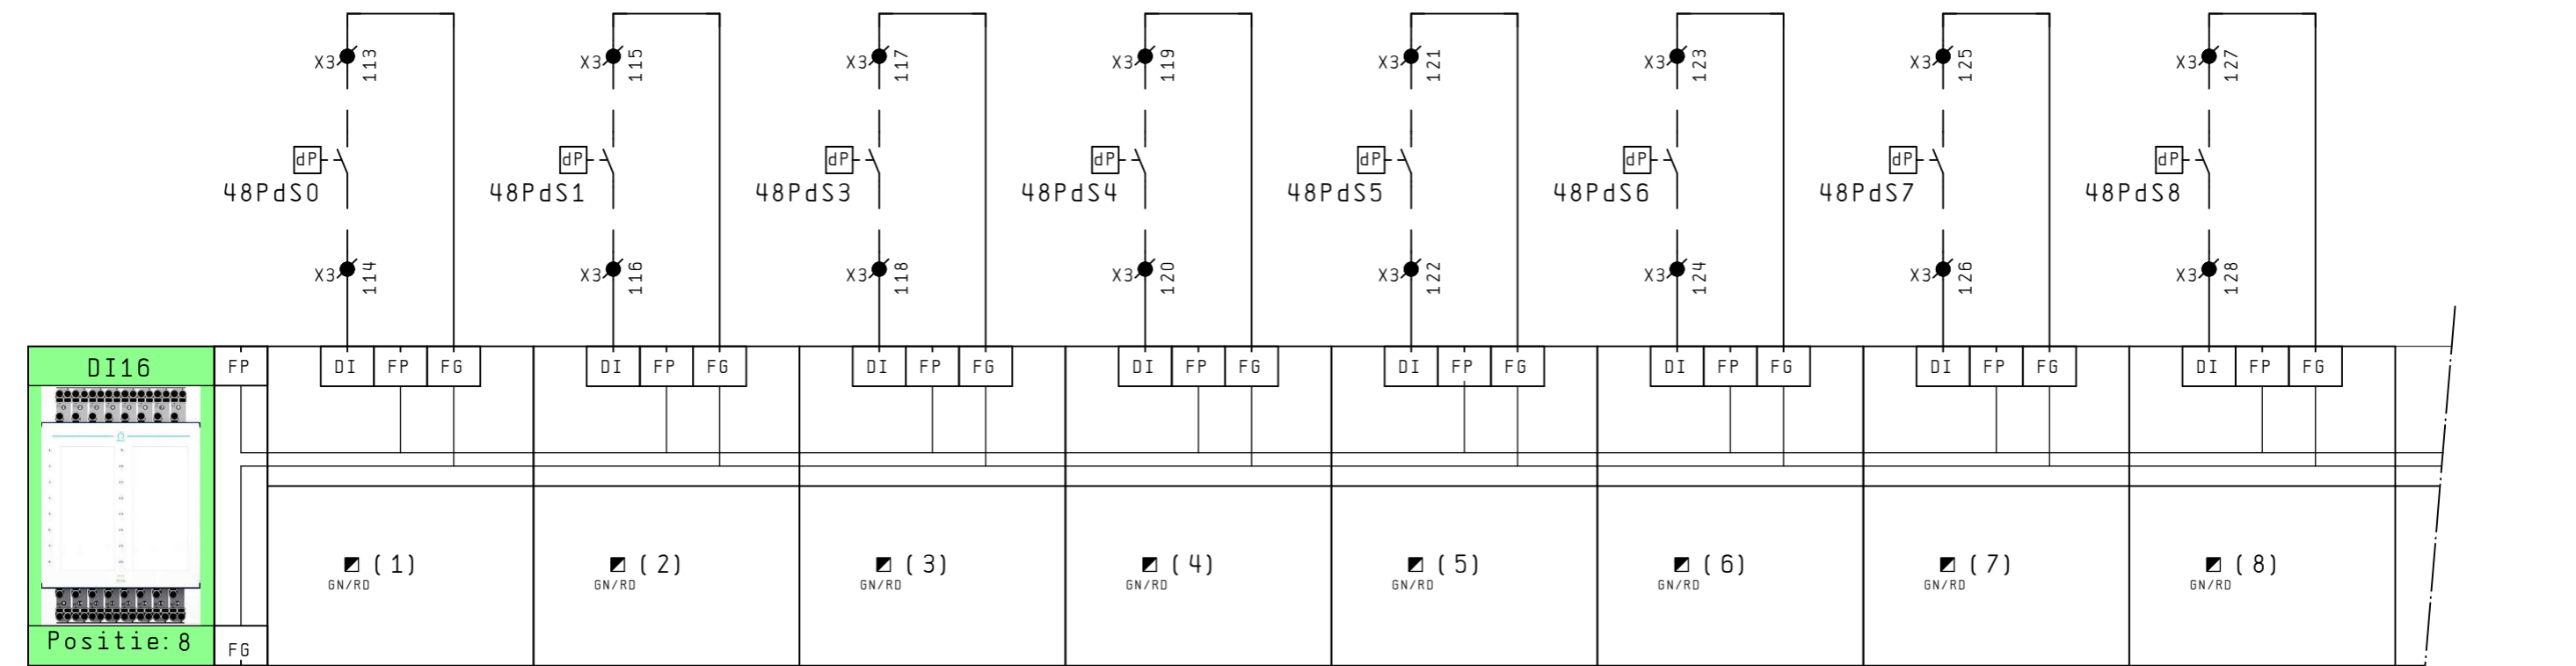 X3 113 X3 115 X3 117 X3 119 X3 121 X3 123 X3 125 X3 127
dP dP dP dP dP dP dP dP
48PdS0 48PdS1 48PdS3 48PdS4 48PdS5 48PdS6 48PdS7 48PdS8
X3 114 X3 116 X3 118 X3 120 X3 122 X3 124 X3 126 X3 128
DI16 FP DI FP FG DI FP FG DI FP FG DI FP FG DI FP FG DI FP FG DI FP FG DI FP FG
(1) (2) (3) (4) (5) (6) (7) (8)
GN/RD GN/RD GN/RD GN/RD GN/RD GN/RD GN/RD GN/RD
Positie: 8 FG